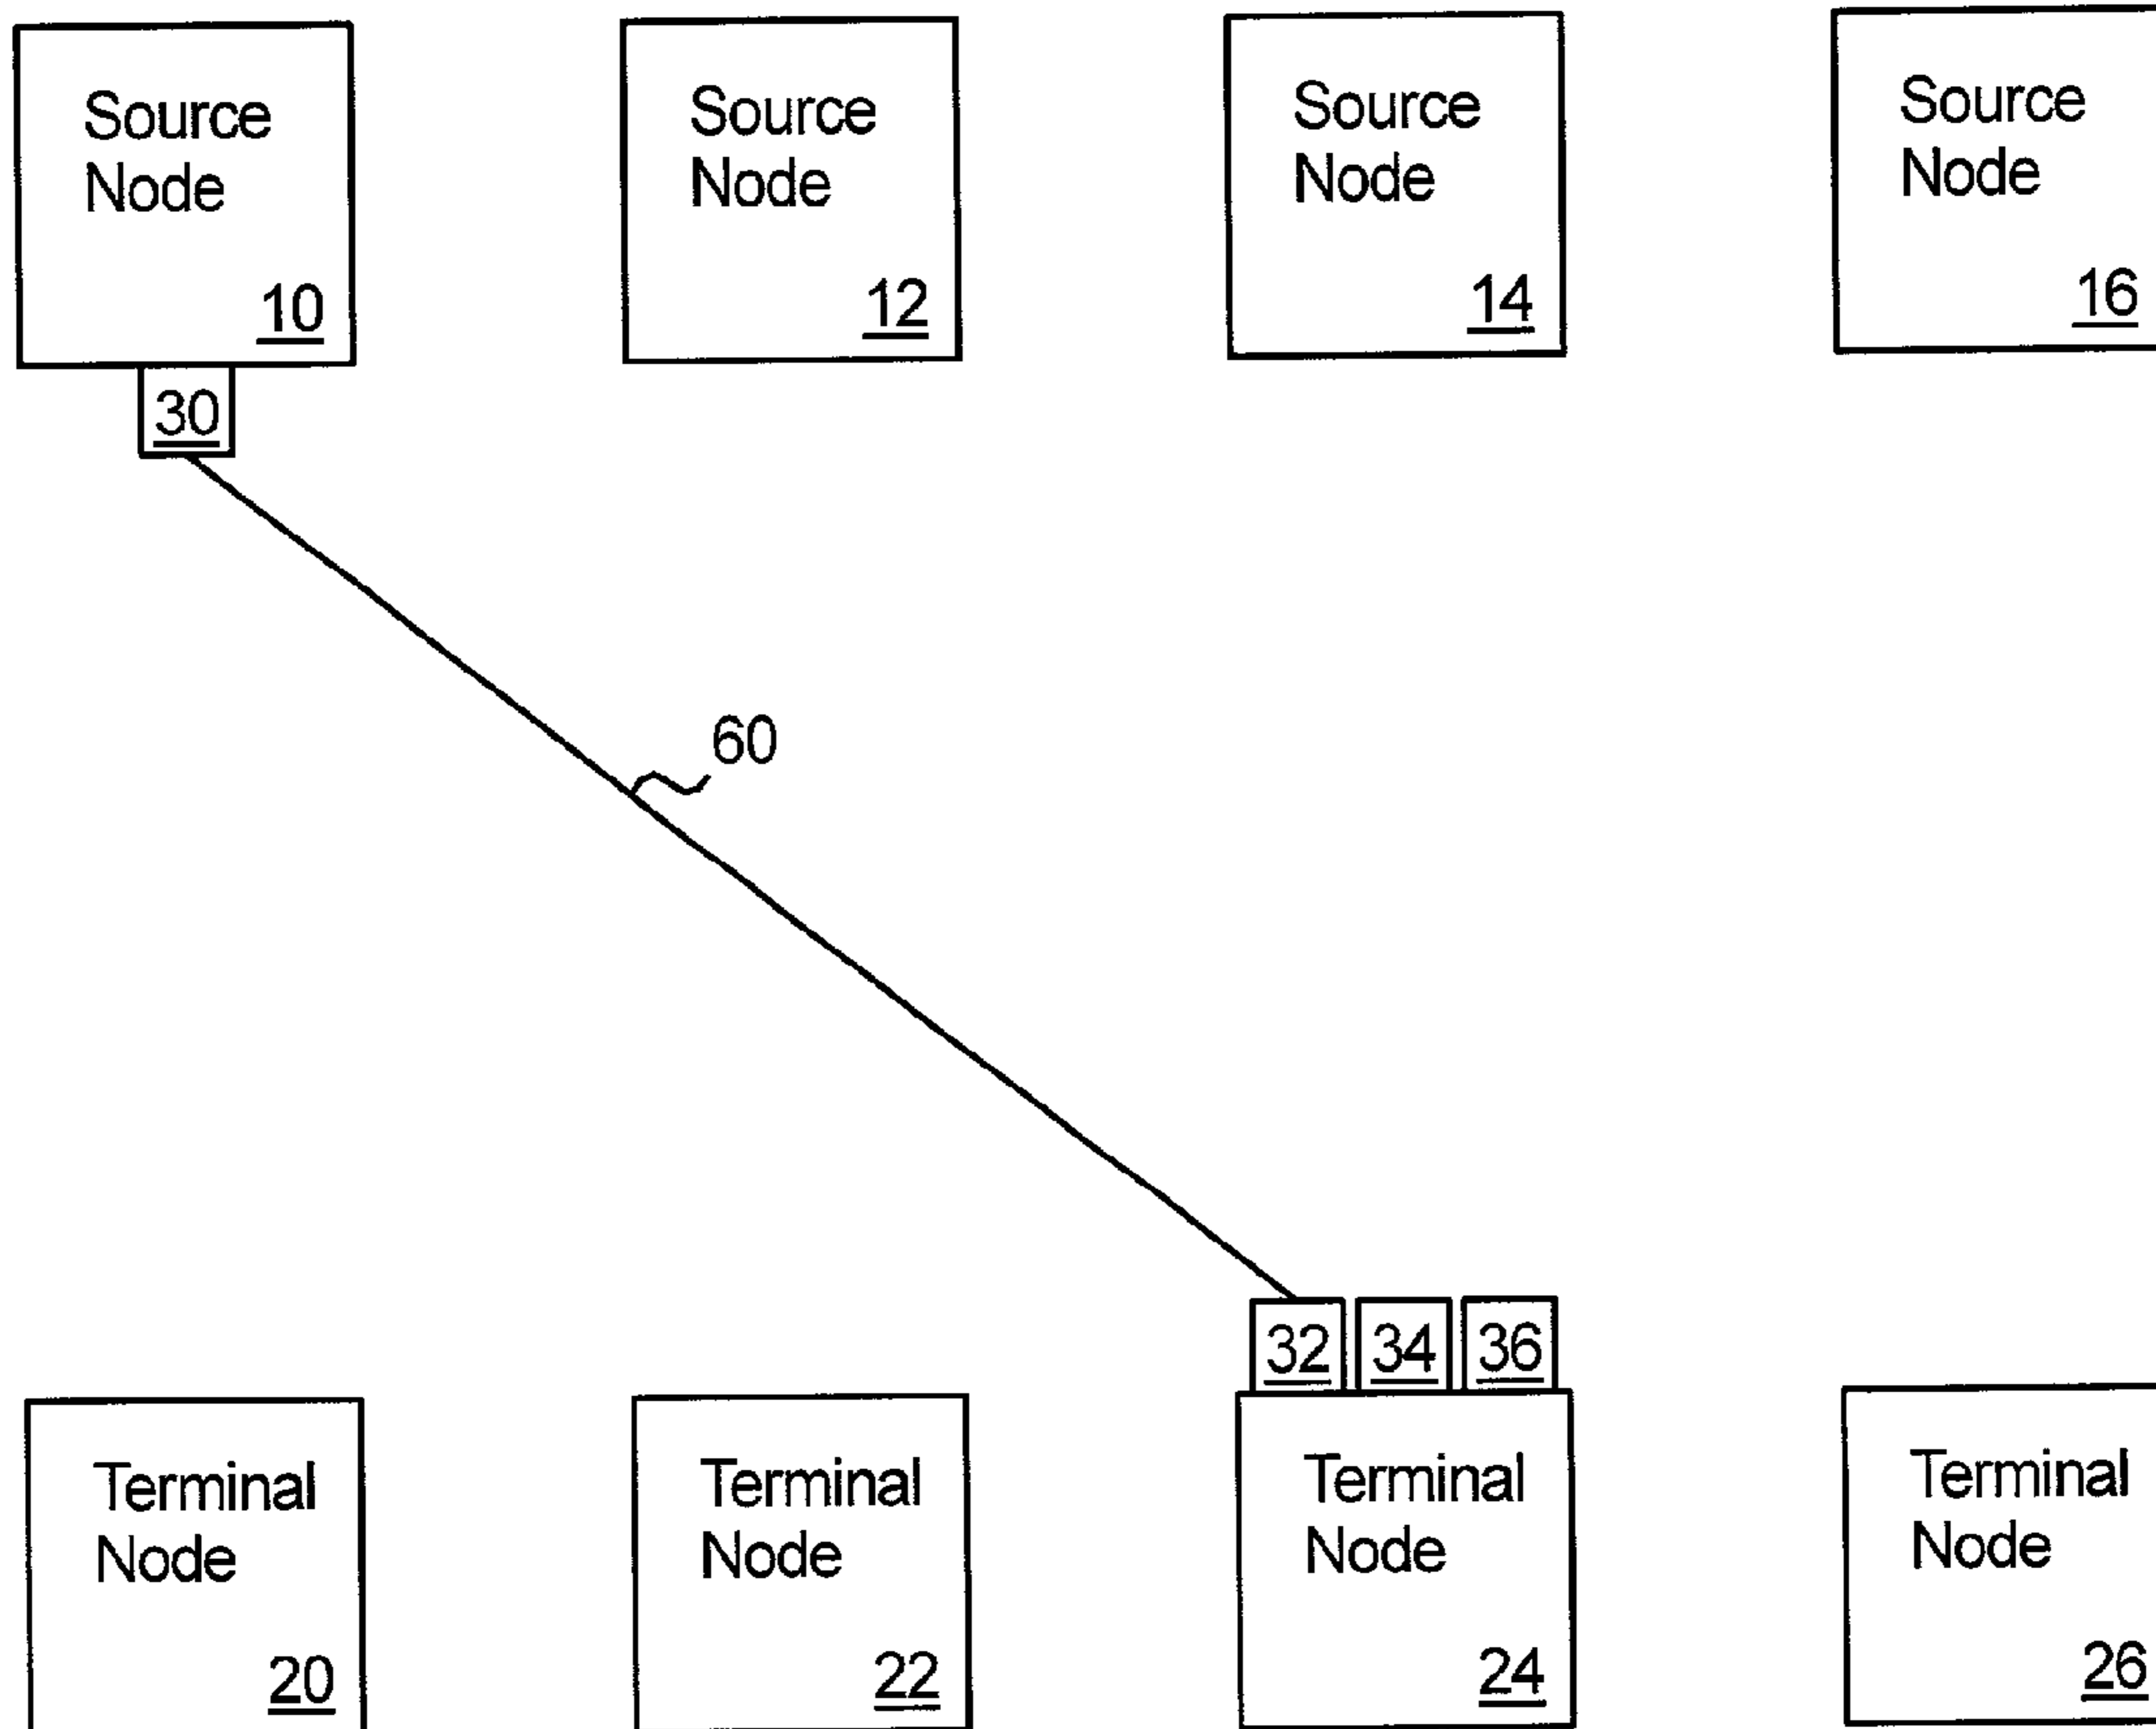 Source
Node
10
Source
Node
12
Source
Node
14
Source
Node
16
30
60
32 34 36
Terminal
Node
20
Terminal
Node
22
Terminal
Node
24
Terminal
Node
26